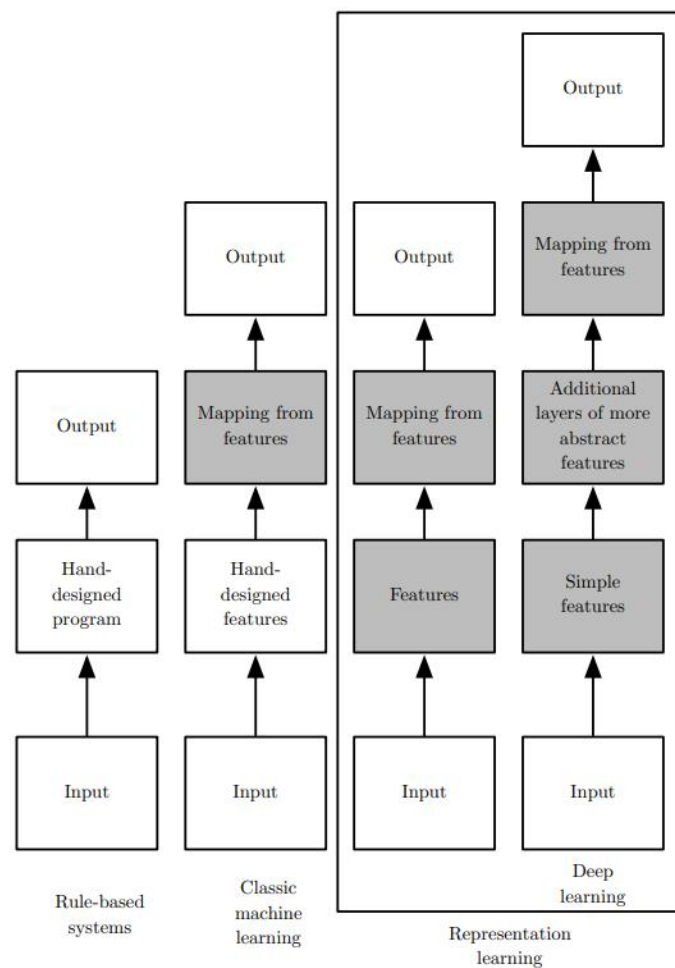 Output
Output
Output
Mapping from
features
Output
Mapping from
features
Mapping from
features
Additional
layers of more
abstract
features
Hand-
designed
program
Hand-
designed
features
Features
Simple
features
Input
Input
Input
Input
Rule-based
systems
Classic
machine
learning
Deep
learning
Representation
learning